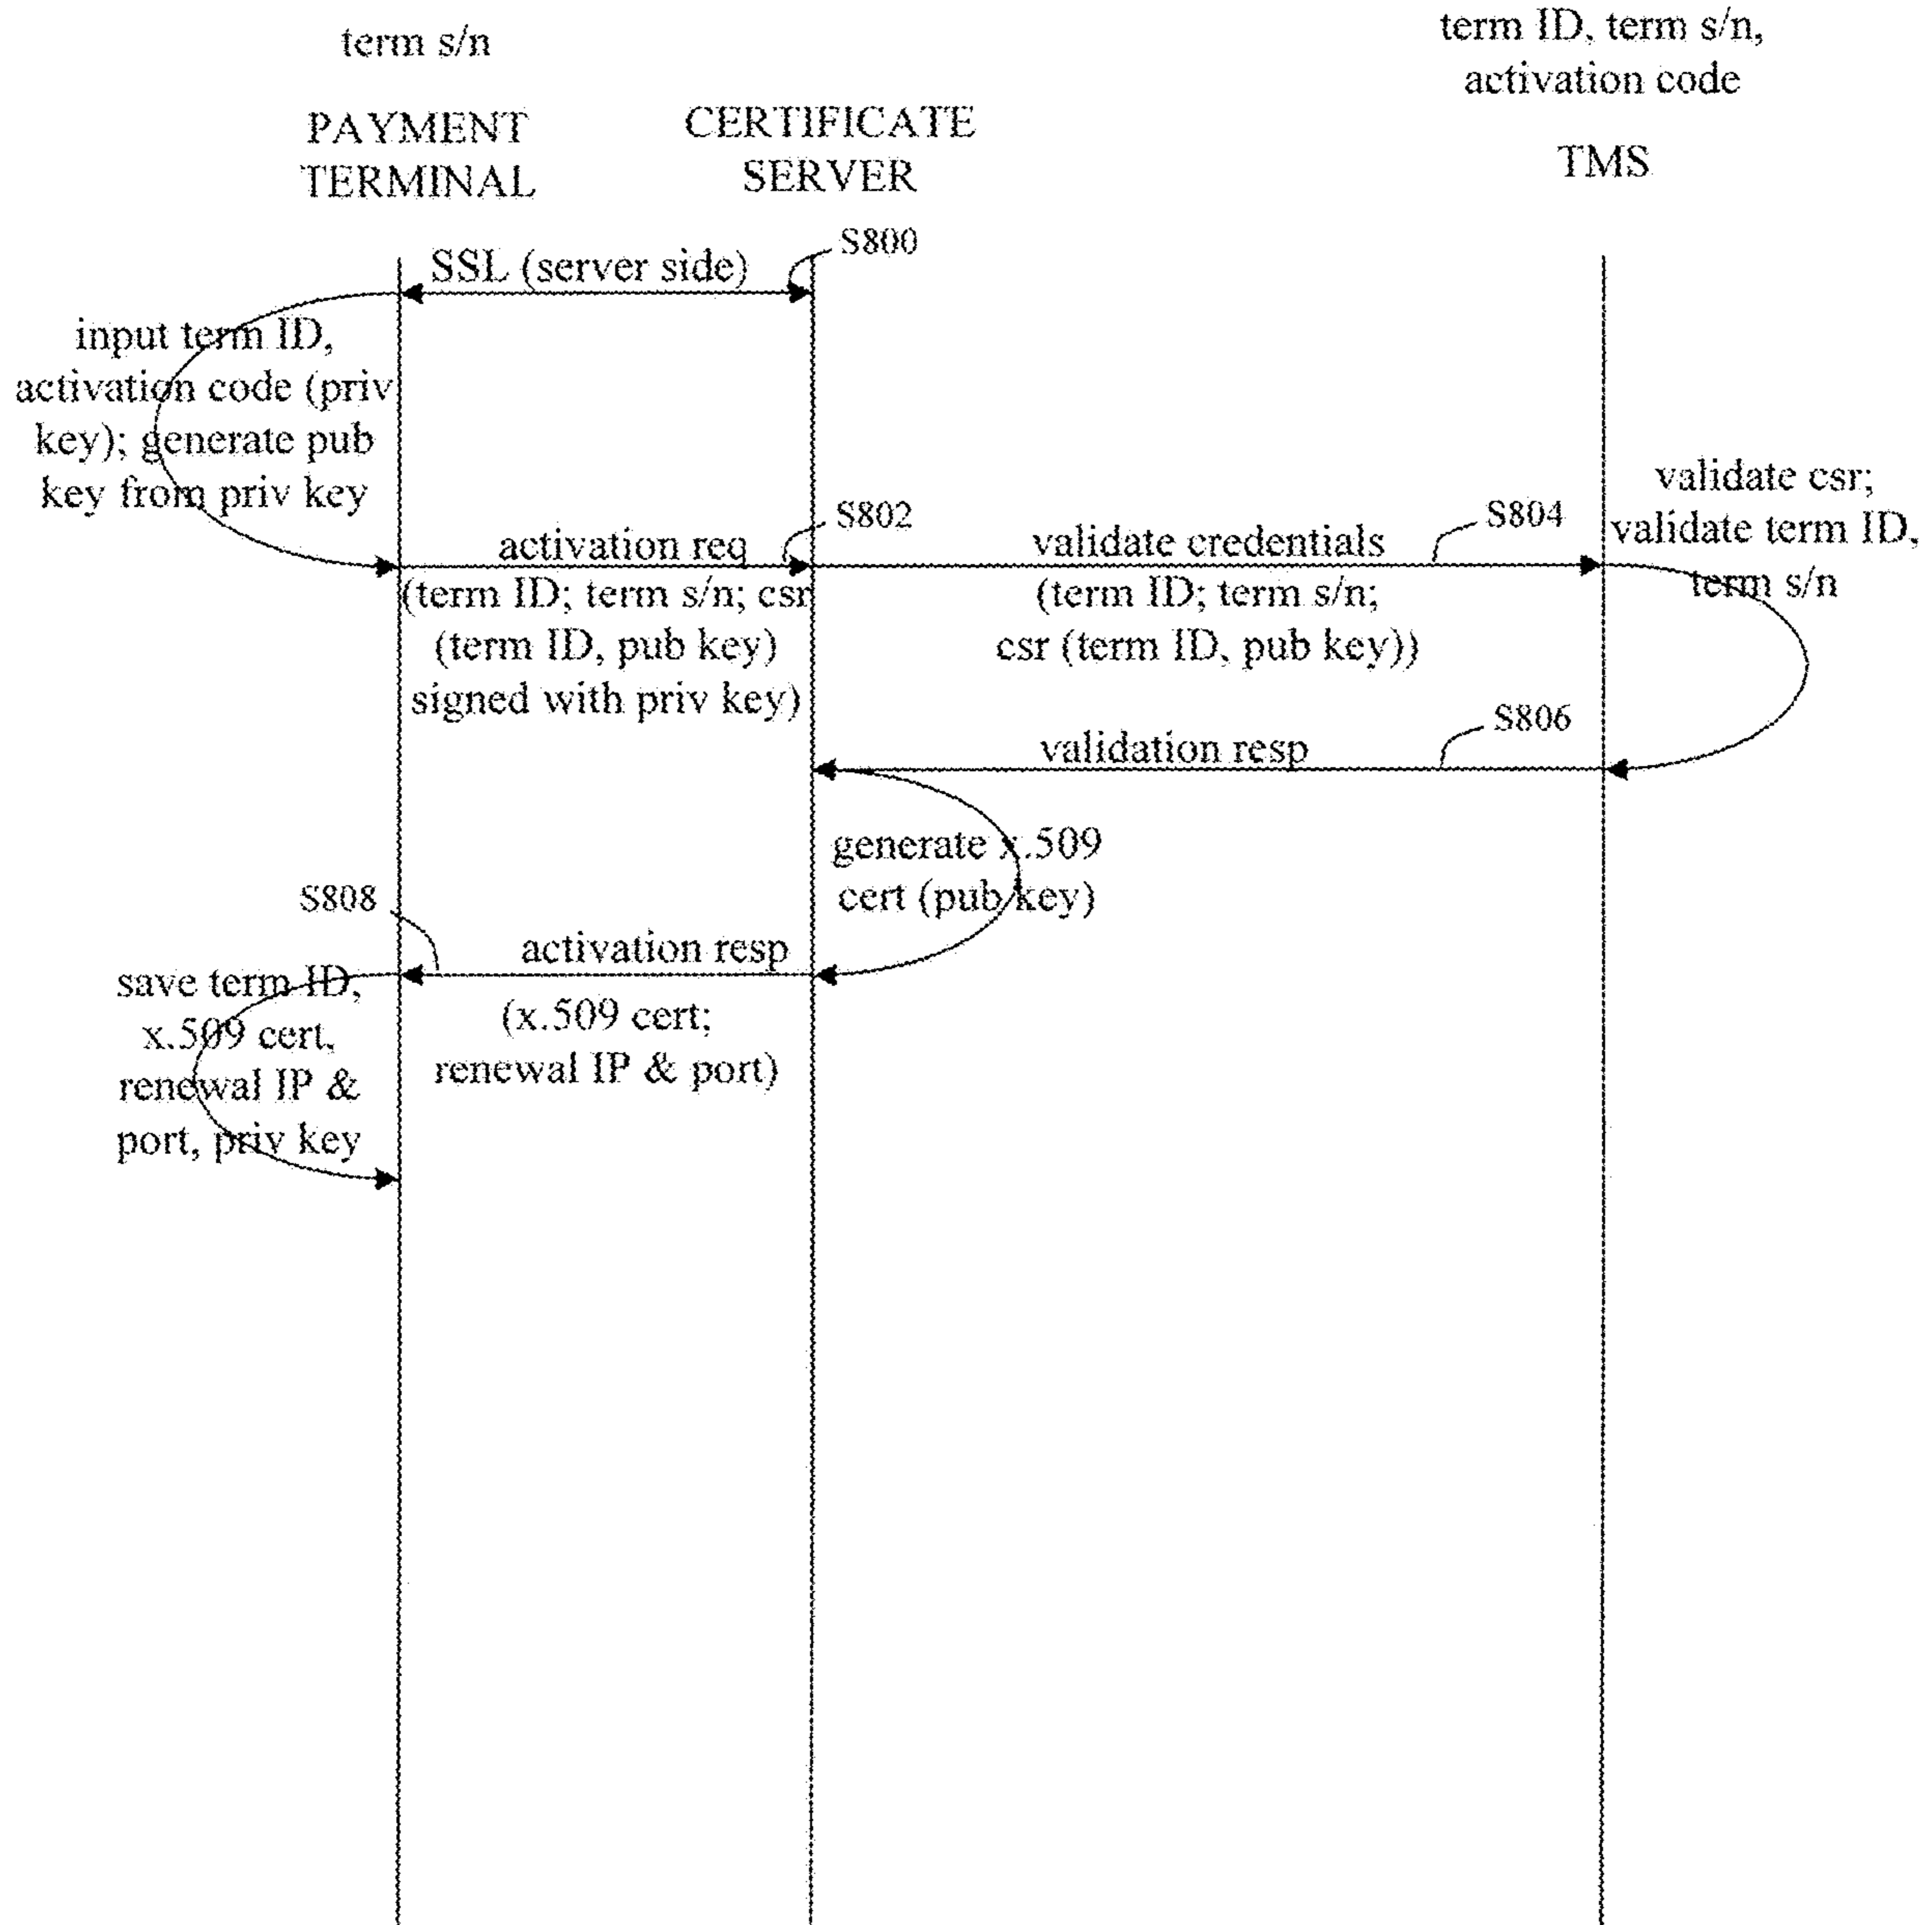 term s/n
term ID, term s/n,
activation code
PAYMENT
TERMINAL
CERTIFICATE
SERVER
TMS
S800
SSL (server side)
input term ID,
activation code (priv
key); generate pub
key from priv key
S802
activation req
(term ID; term s/n; csr
(term ID, pub key)
signed with priv key)
S804
validate credentials
(term ID; term s/n;
csr (term ID, pub key))
validate csr;
validate term ID,
term s/n
S806
validation resp
generate x.509
cert (pub key)
S808
activation resp
(x.509 cert;
renewal IP & port)
save term ID,
x.509 cert,
renewal IP &
port, priv key